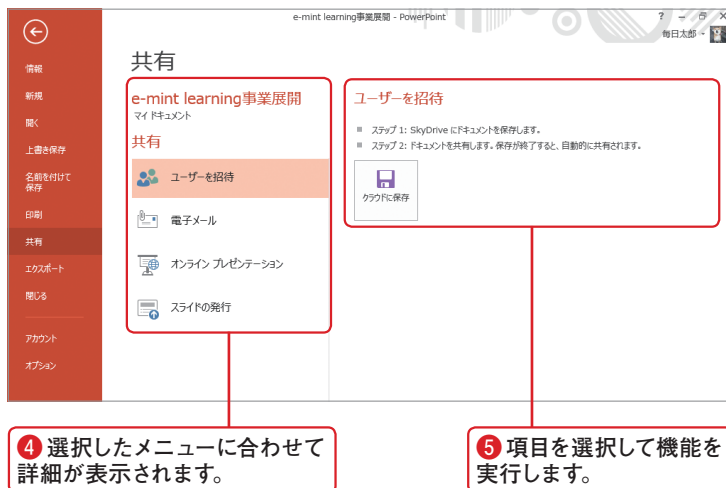 e-mint learning事業展開 - PowerPoint
?
毎日太郎
情報
新規
開く
上書き保存
名前を付けて
保存
印刷
共有
エクスポート
閉じる
アカウント
オプション
共有
e-mint learning事業展開
マイ ドキュメント
共有
ユーザーを招待
電子メール
オンライン プレゼンテーション
スライドの発行
ユーザーを招待
ステップ 1: SkyDrive にドキュメントを保存します。
ステップ 2: ドキュメントを共有します。保存が終了すると、自動的に共有されます。
クラウドに保存
❹ 選択したメニューに合わせて
詳細が表示されます。
❺ 項目を選択して機能を
実行します。